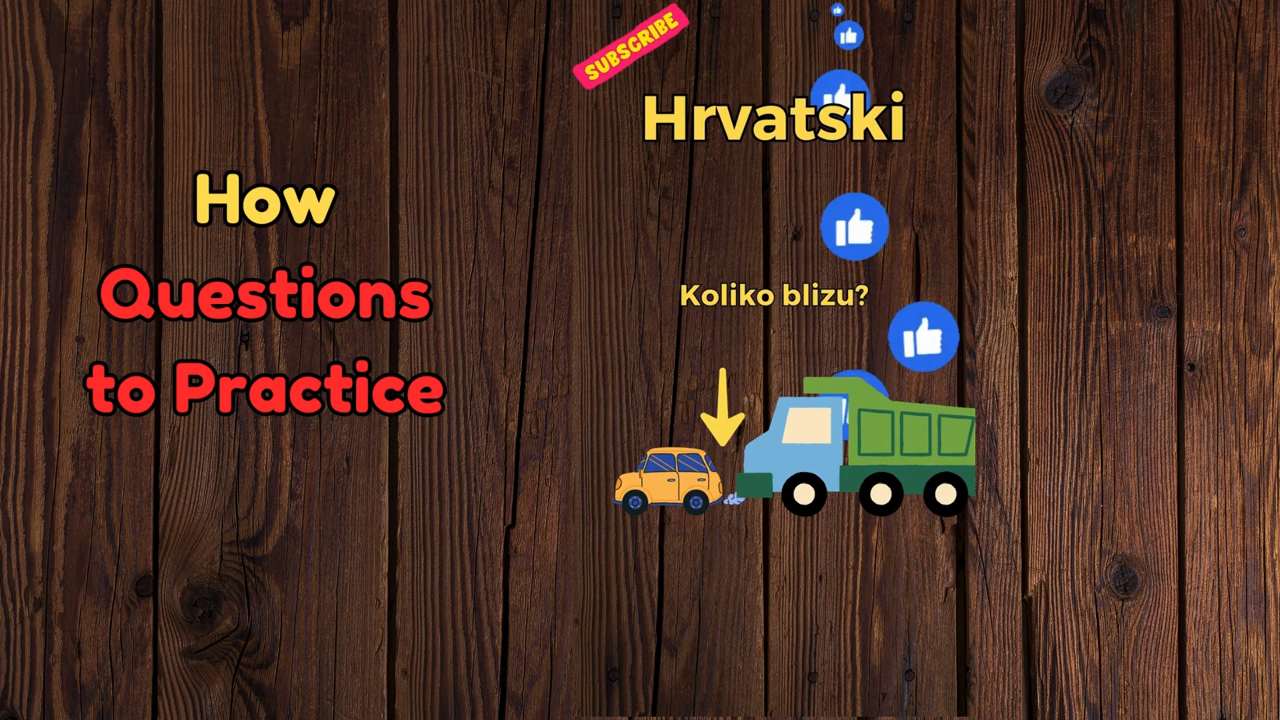 How
Questions
to Practice
SUBSCRIBE
Hrvatski
Koliko blizu?